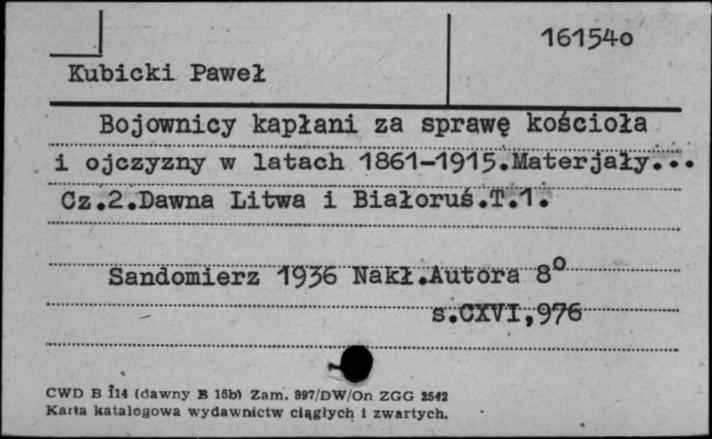 161540
Kubicki Paweł
Bojownicy kapłani za sprawę kościoła
i ojczyzny w latach 1861-1915.Materjały...
Cz.2.Dawna Litwa i Białoruś.T.1.
Sandomierz 1936 Nakł.Autora 8°
s.CXVI,976
CWD B 114 (dawny B 15b) Zam. 897/DW/On ZGG 2542
Karta katalogowa wydawnictw ciągłych i zwartych.